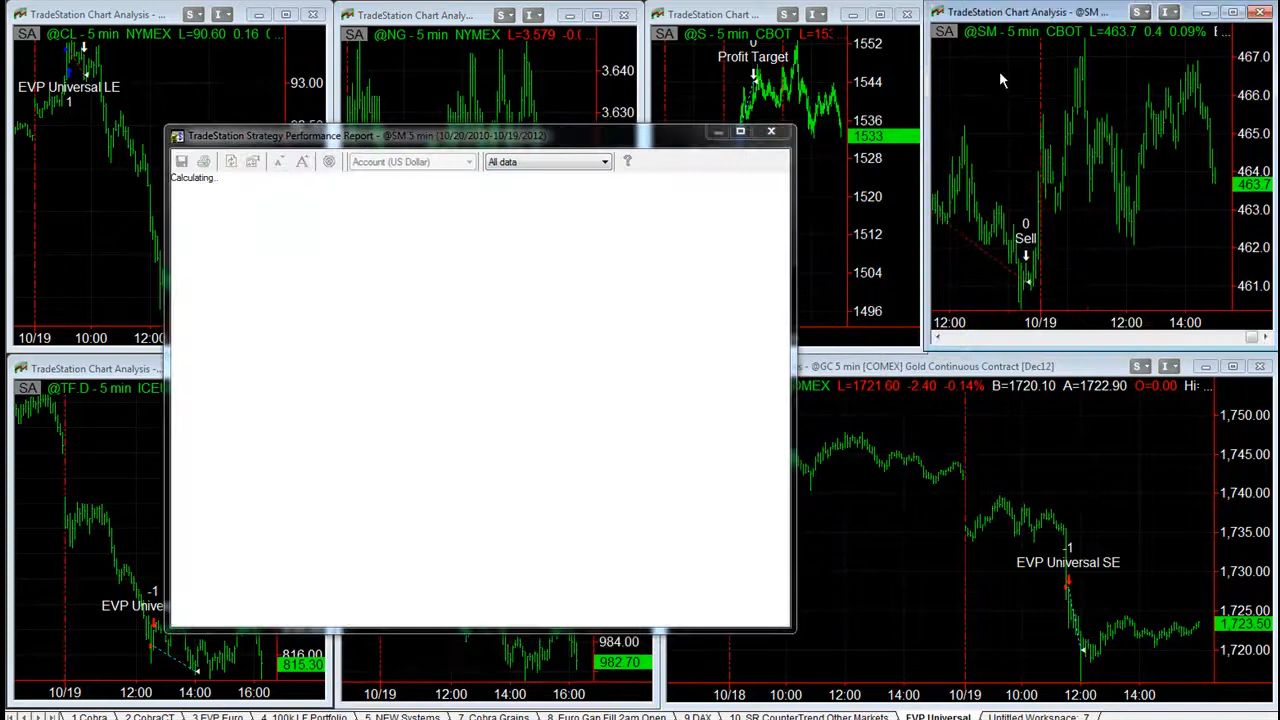 TradeStation Chart Analysis -
SA @CL - 5 min NYMEX L=90.60 0.16 ...
EVP Universal LE
1
93.00
10/19 10:00 12:00
TradeStation Chart Analy...
SA @NG - 5 min NYMEX L=3.579
3.640
3.630
TradeStation Chart Ana...
SA @S - 5 min CBOT
Profit Target
1552
1544
1536
1533
1528
1520
1512
1504
1496
TradeStation Chart Analysis - @SM ...
SA @SM - 5 min CBOT L=463.7 0.4 0.09% B...
467.0
466.0
465.0
464.0
463.7
463.0
462.0
461.0
0
Sell
12:00 10/19 12:00 14:00
TradeStation Strategy Performance Report - @SM 5 min (10/20/2010-10/19/2012)
Account (US Dollar) All data
Calculating..
TradeStation Chart Analysis -...
SA @TF.D - 5 min ICEU
-1
EVP Unive
816.00
815.30
10/19 12:00 14:00 16:00
984.00
982.70
10/19 12:00 14:00 16:00
@GC 5 min [COMEX] Gold Continuous Contract [Dec12]
OMEX L=1721.60 -2.40 -0.14% B=1720.10 A=1722.90 O=0.00 Hi: ...
1,750.00
1,745.00
1,740.00
1,735.00
1,730.00
1,725.00
1,723.50
1,720.00
-1
EVP Universal SE
10/18 12:00 14:00 10/19 10:00 12:00 14:00
1 Cobra 2 CobraCT 3 EVP Euro 4 100k LF Portfolio 5 NEW Systems 7 Cobra Grains 8 Euro Gap Fill 2am Open 9 DAX 10 SR CounterTrend Other Markets EVP Universal Untitled Workspace: 7